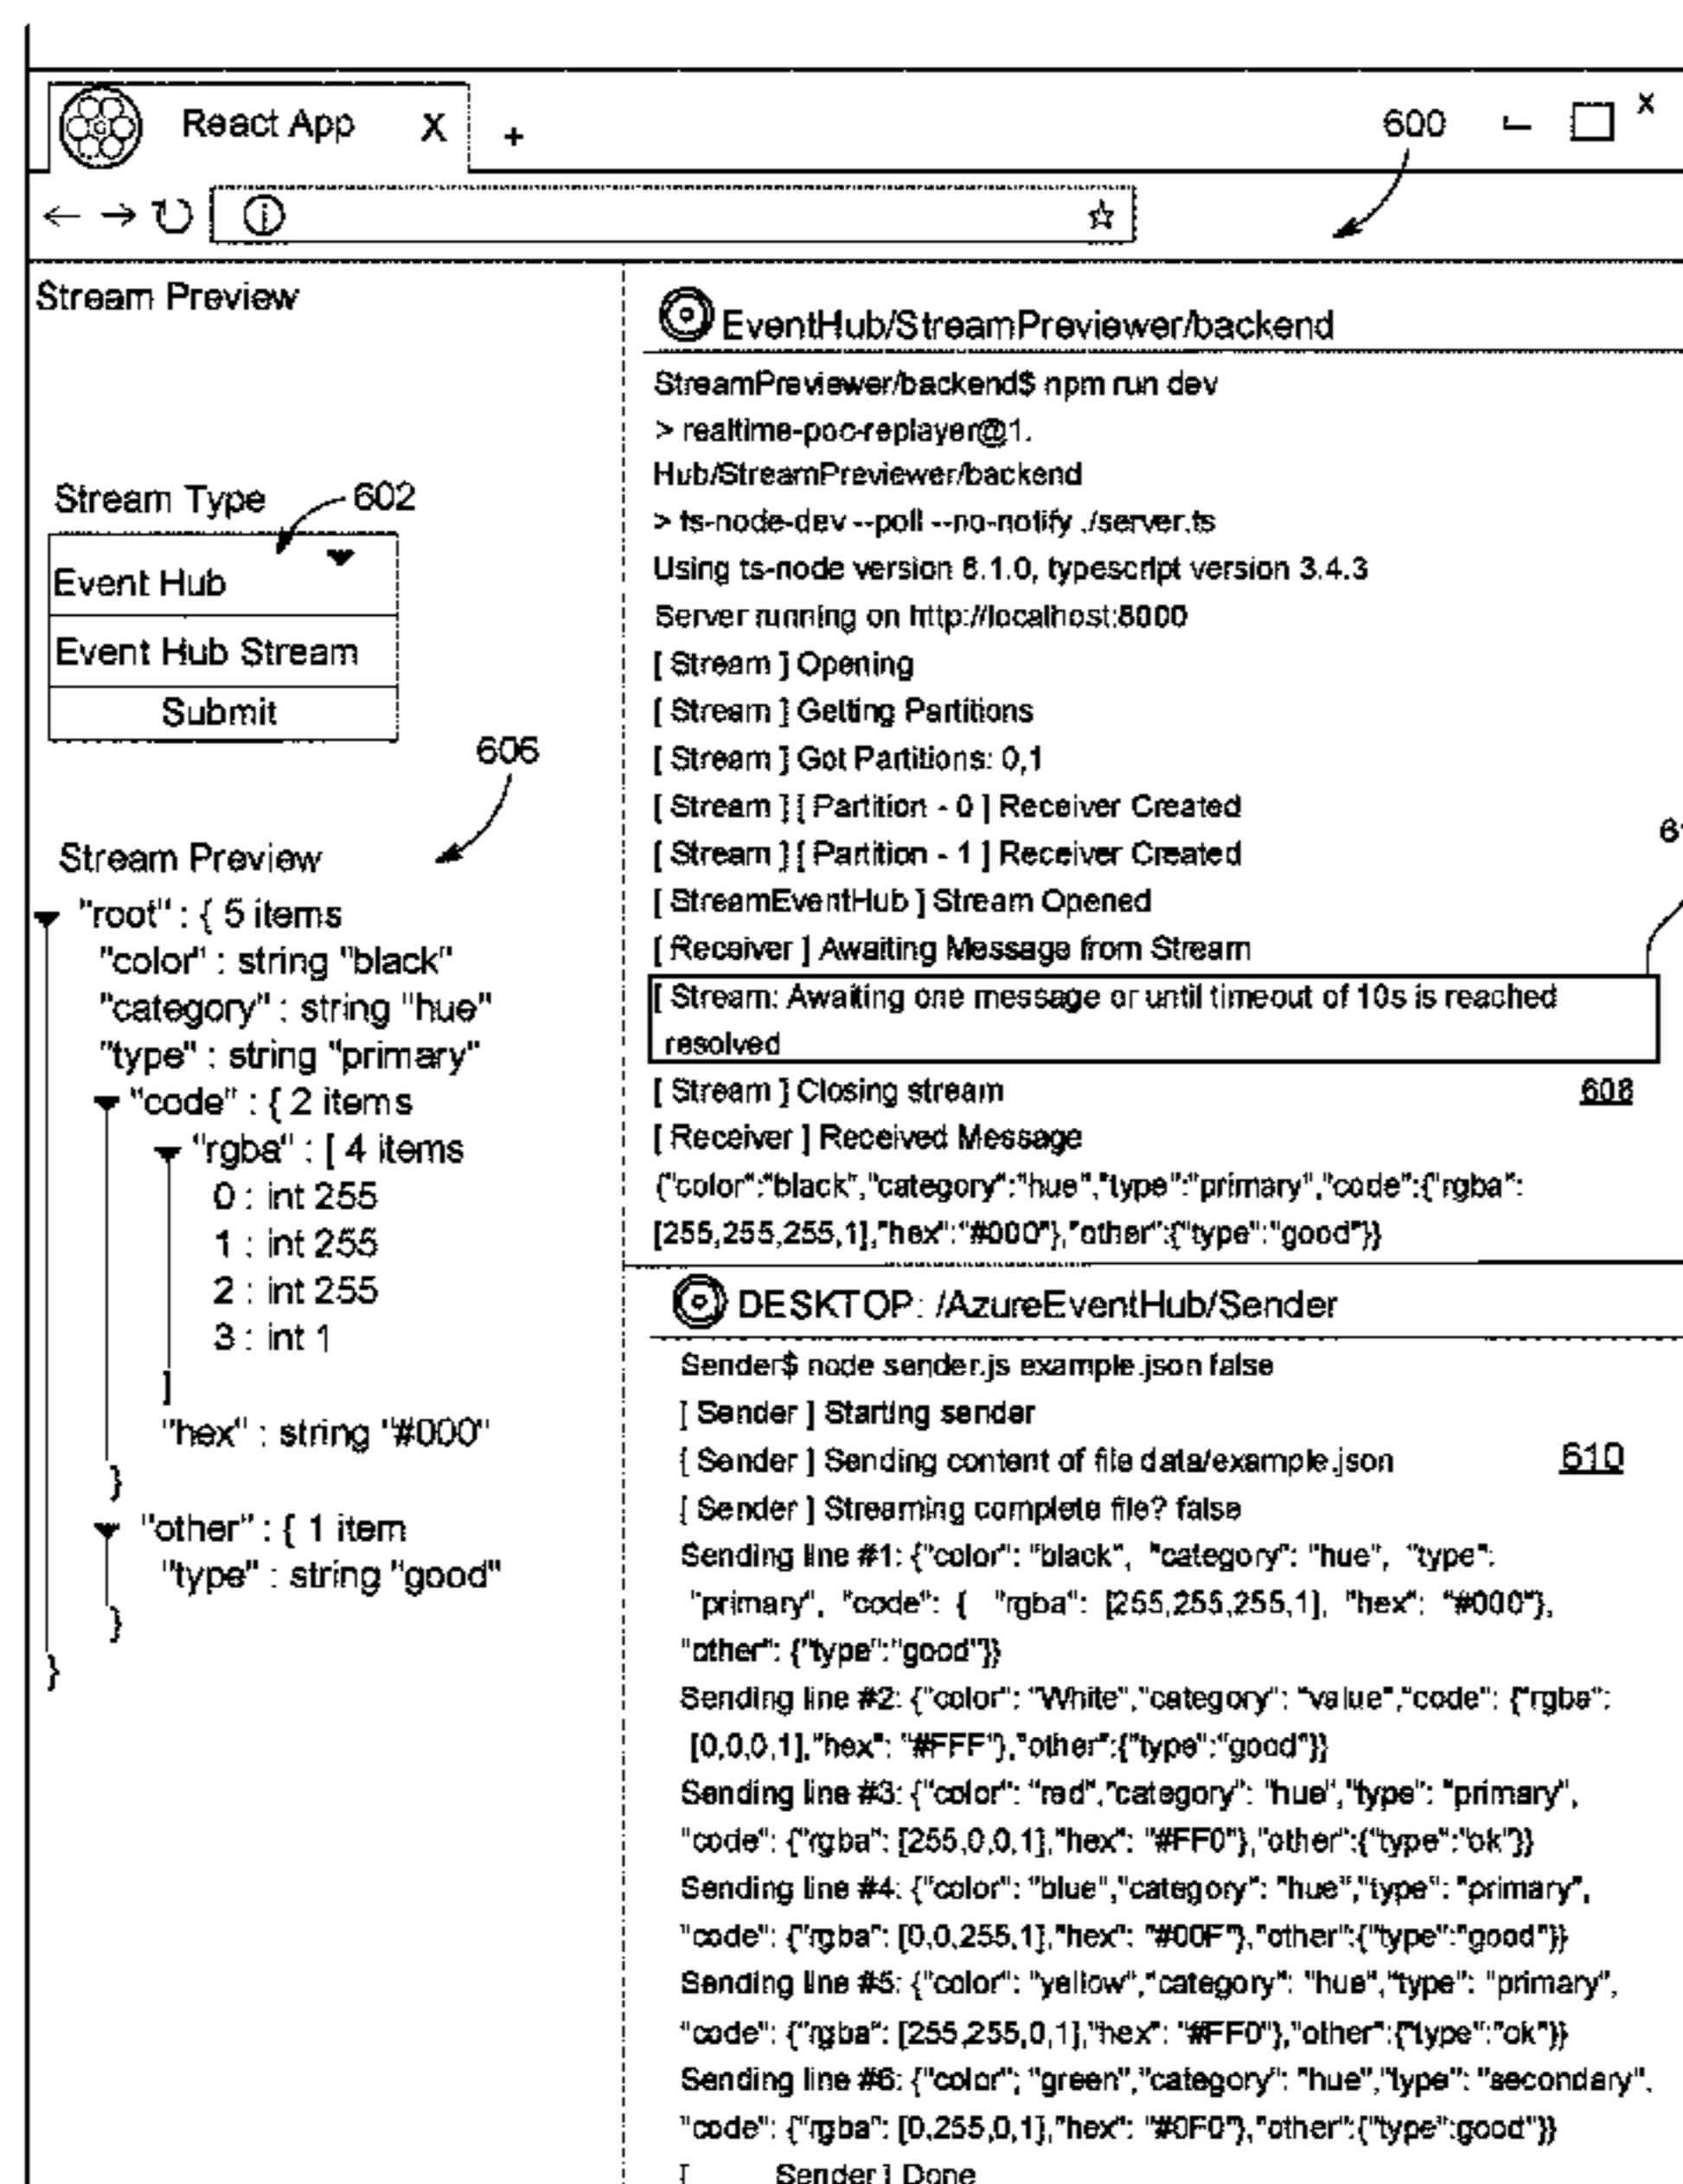 React App X +
600
x
Stream Preview
Stream Type
602
Event Hub
Event Hub Stream
Submit
606
Stream Preview
"root" : { 5 items
"color" : string "black"
"category" : string "hue"
"type" : string "primary"
"code" : { 2 items
"rgba" : [ 4 items
0 : int 255
1 : int 255
2 : int 255
3 : int 1
]
"hex" : string "#000"
}
"other" : { 1 item
"type" : string "good"
}
}
EventHub/StreamPreviewer/backend
StreamPreviewer/backend$ npm run dev
> realtime-poc-replayer@1.
Hub/StreamPreviewer/backend
> ts-node-dev --poll --no-notify ./server.ts
Using ts-node version 8.1.0, typescript version 3.4.3
Server running on http://localhost:8000
[ Stream ] Opening
[ Stream ] Getting Partitions
[ Stream ] Got Partitions: 0,1
[ Stream ] [ Partition - 0 ] Receiver Created
[ Stream ] [ Partition - 1 ] Receiver Created
[ StreamEventHub ] Stream Opened
[ Receiver ] Awaiting Message from Stream
[ Stream: Awaiting one message or until timeout of 10s is reached
resolved
[ Stream ] Closing stream
608
[ Receiver ] Received Message
{"color":"black","category":"hue","type":"primary","code":{"rgba":
[255,255,255,1],"hex":"#000"},"other":{"type":"good"}}
DESKTOP: /AzureEventHub/Sender
Sender$ node sender.js example.json false
[ Sender ] Starting sender
[ Sender ] Sending content of file data/example.json
610
[ Sender ] Streaming complete file? false
Sending line #1: {"color": "black", "category": "hue", "type":
"primary", "code": { "rgba": [255,255,255,1], "hex": "#000"},
"other": {"type":"good"}}
Sending line #2: {"color": "White","category": "value","code": {"rgba":
[0,0,0,1],"hex": "#FFF"},"other":{"type":"good"}}
Sending line #3: {"color": "red","category": "hue","type": "primary",
"code": {"rgba": [255,0,0,1],"hex": "#FF0"},"other":{"type":"ok"}}
Sending line #4: {"color": "blue","category": "hue","type": "primary",
"code": {"rgba": [0,0,255,1],"hex": "#00F"},"other":{"type":"good"}}
Sending line #5: {"color": "yellow","category": "hue","type": "primary",
"code": {"rgba": [255,255,0,1],"hex": "#FF0"},"other":{"type":"ok"}}
Sending line #6: {"color"; "green","category": "hue","type": "secondary",
"code": {"rgba": [0,255,0,1],"hex": "#0F0"},"other":{"type":good"}}
[ Sender ] Done